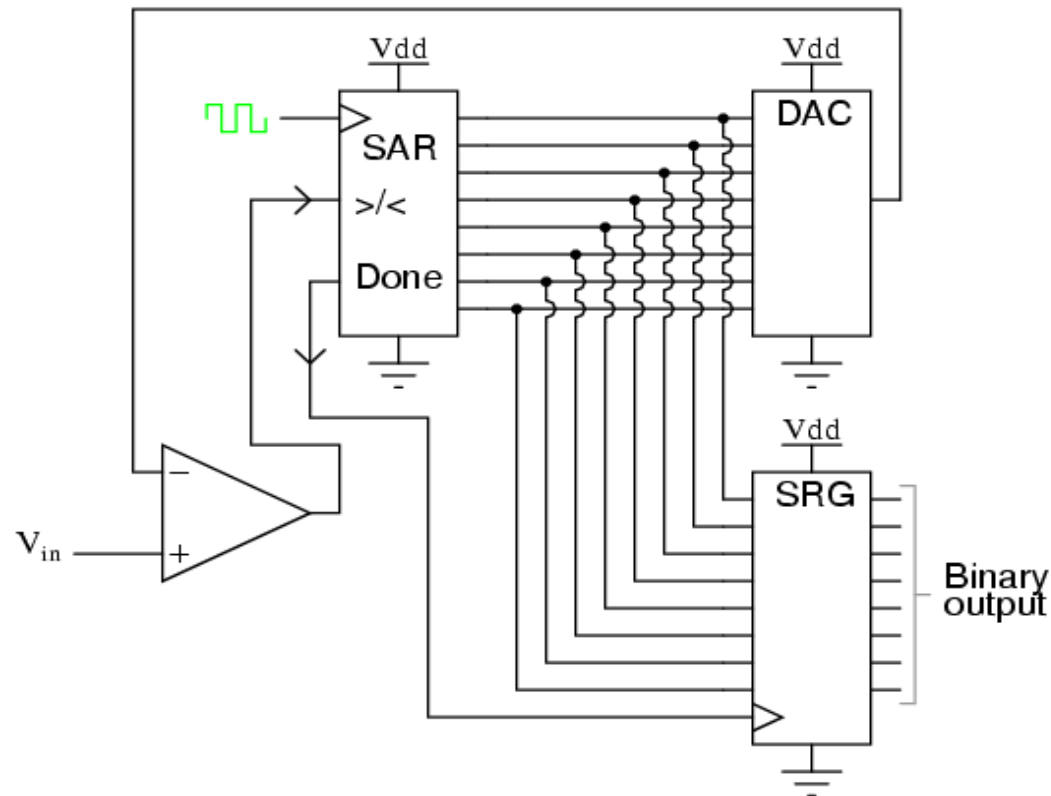 Vdd
Vdd
DAC
SAR
>/<
Done
Vdd
−
SRG
Vin
+
Binary
output